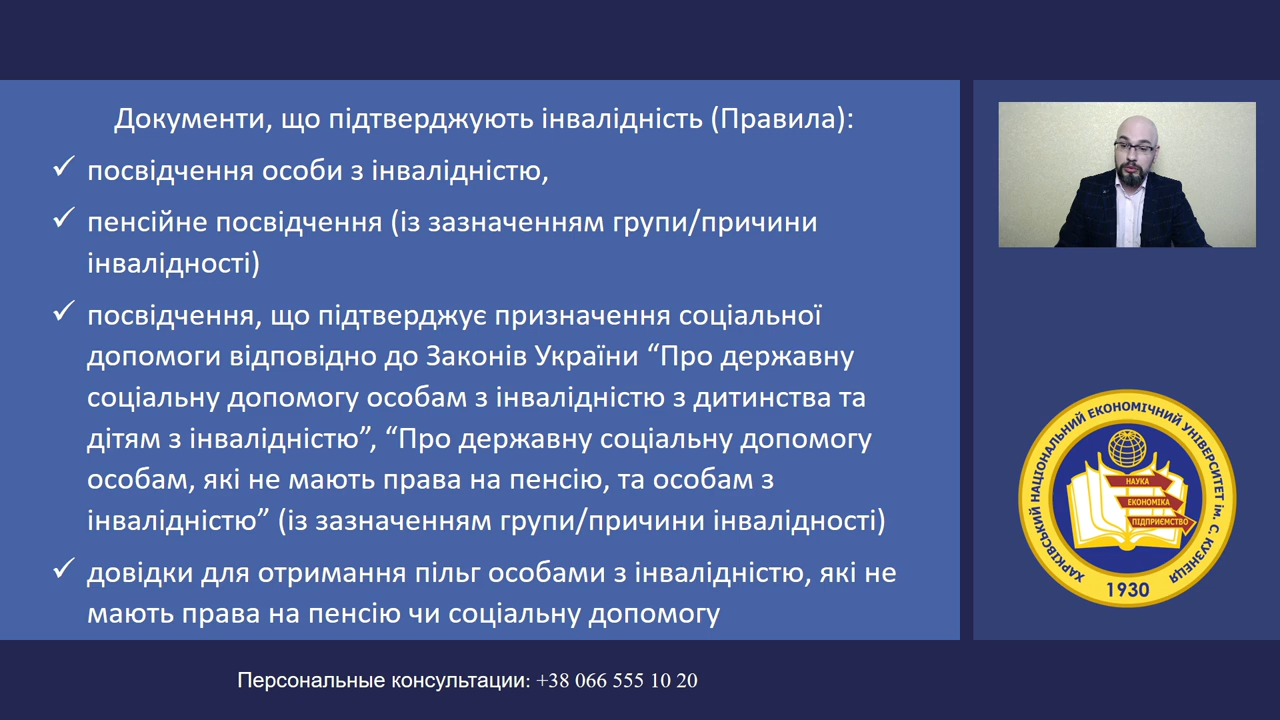 Документи, що підтверджують інвалідність (Правила):
✓ посвідчення особи з інвалідністю,
✓ пенсійне посвідчення (із зазначенням групи/причини
інвалідності)
✓ посвідчення, що підтверджує призначення соціальної
допомоги відповідно до Законів України “Про державну
соціальну допомогу особам з інвалідністю з дитинства та
дітям з інвалідністю”, “Про державну соціальну допомогу
особам, які не мають права на пенсію, та особам з
інвалідністю” (із зазначенням групи/причини інвалідності)
✓ довідки для отримання пільг особами з інвалідністю, які не
мають права на пенсію чи соціальну допомогу
ХАРКІВСЬКИЙ НАЦІОНАЛЬНИЙ ЕКОНОМІЧНИЙ УНІВЕРСИТЕТ ІМ. С. КУЗНЕЦЯ
НАУКА
ЕКОНОМІКА
ПІДПРИЄМСТВО
1930
Персональные консультации: +38 066 555 10 20